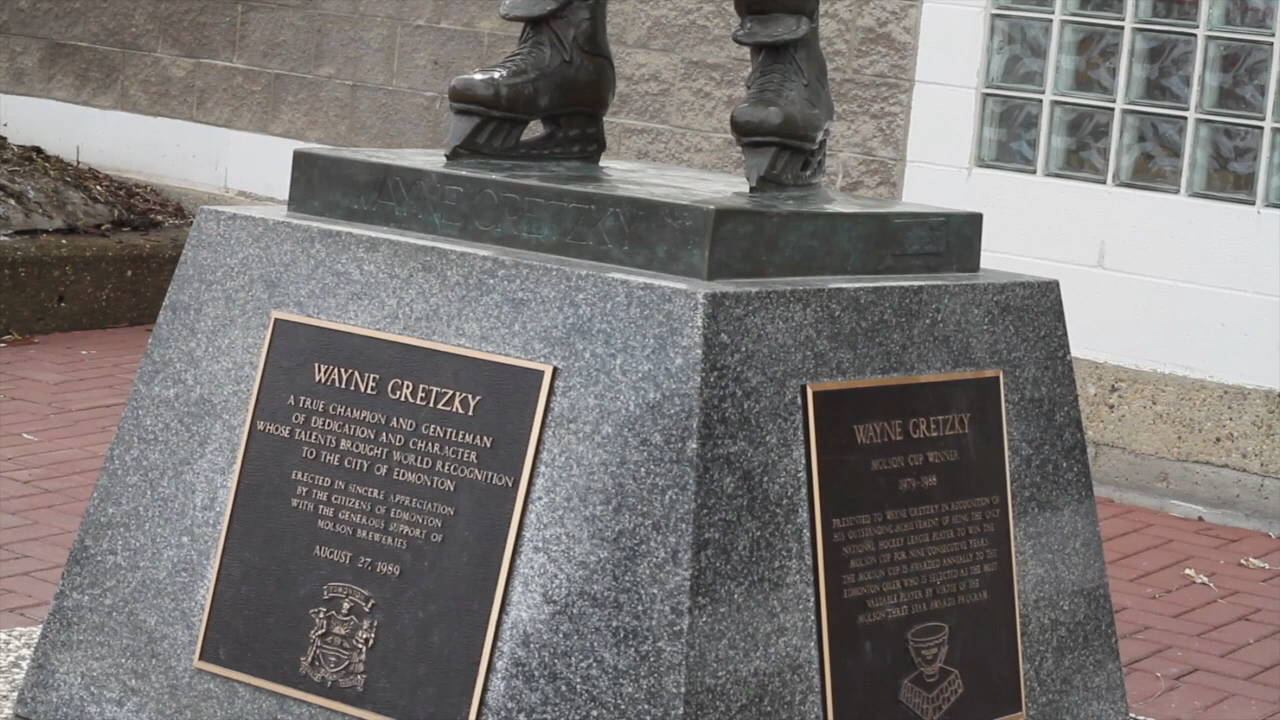 WAYNE GRETZKY
WAYNE GRETZKY
A TRUE CHAMPION AND GENTLEMAN
OF DEDICATION AND CHARACTER
WHOSE TALENTS BROUGHT WORLD RECOGNITION
TO THE CITY OF EDMONTON
ERECTED IN SINCERE APPRECIATION
BY THE CITIZENS OF EDMONTON
WITH THE GENEROUS SUPPORT OF
MOLSON BREWERIES
AUGUST 27, 1989
EDMONTON
WAYNE GRETZKY
MOLSON CUP WINNER
1979-1988
PRESENTED TO WAYNE GRETZKY IN RECOGNITION OF
HIS OUTSTANDING ACHIEVEMENT OF BEING THE ONLY
NATIONAL HOCKEY LEAGUE PLAYER TO WIN THE
MOLSON CUP FOR NINE CONSECUTIVE YEARS.
THE MOLSON CUP IS AWARDED ANNUALLY TO THE
EDMONTON OILER WHO IS SELECTED AS THE MOST
VALUABLE PLAYER BY VIRTUE OF THE
MOLSON THREE STAR AWARDS PROGRAM.